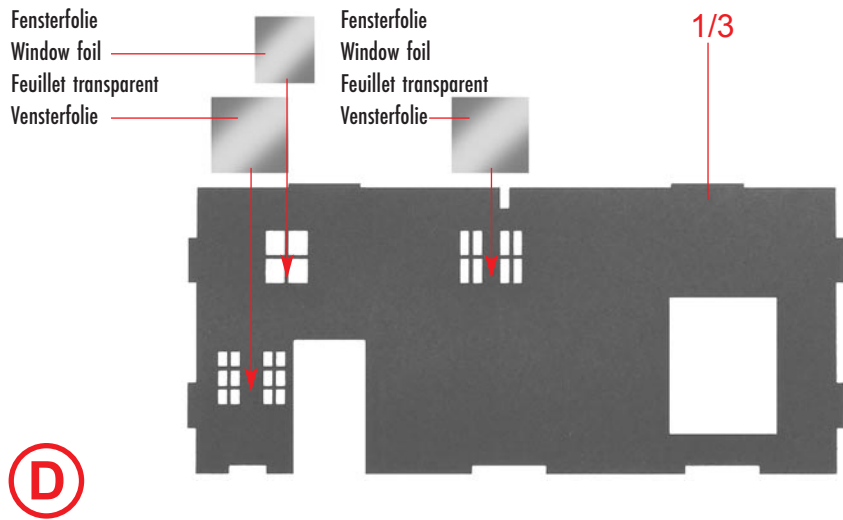 Fensterfolie
Window foil
Feuillet transparent
Vensterfolie
Fensterfolie
Window foil
Feuillet transparent
Vensterfolie
1/3
D